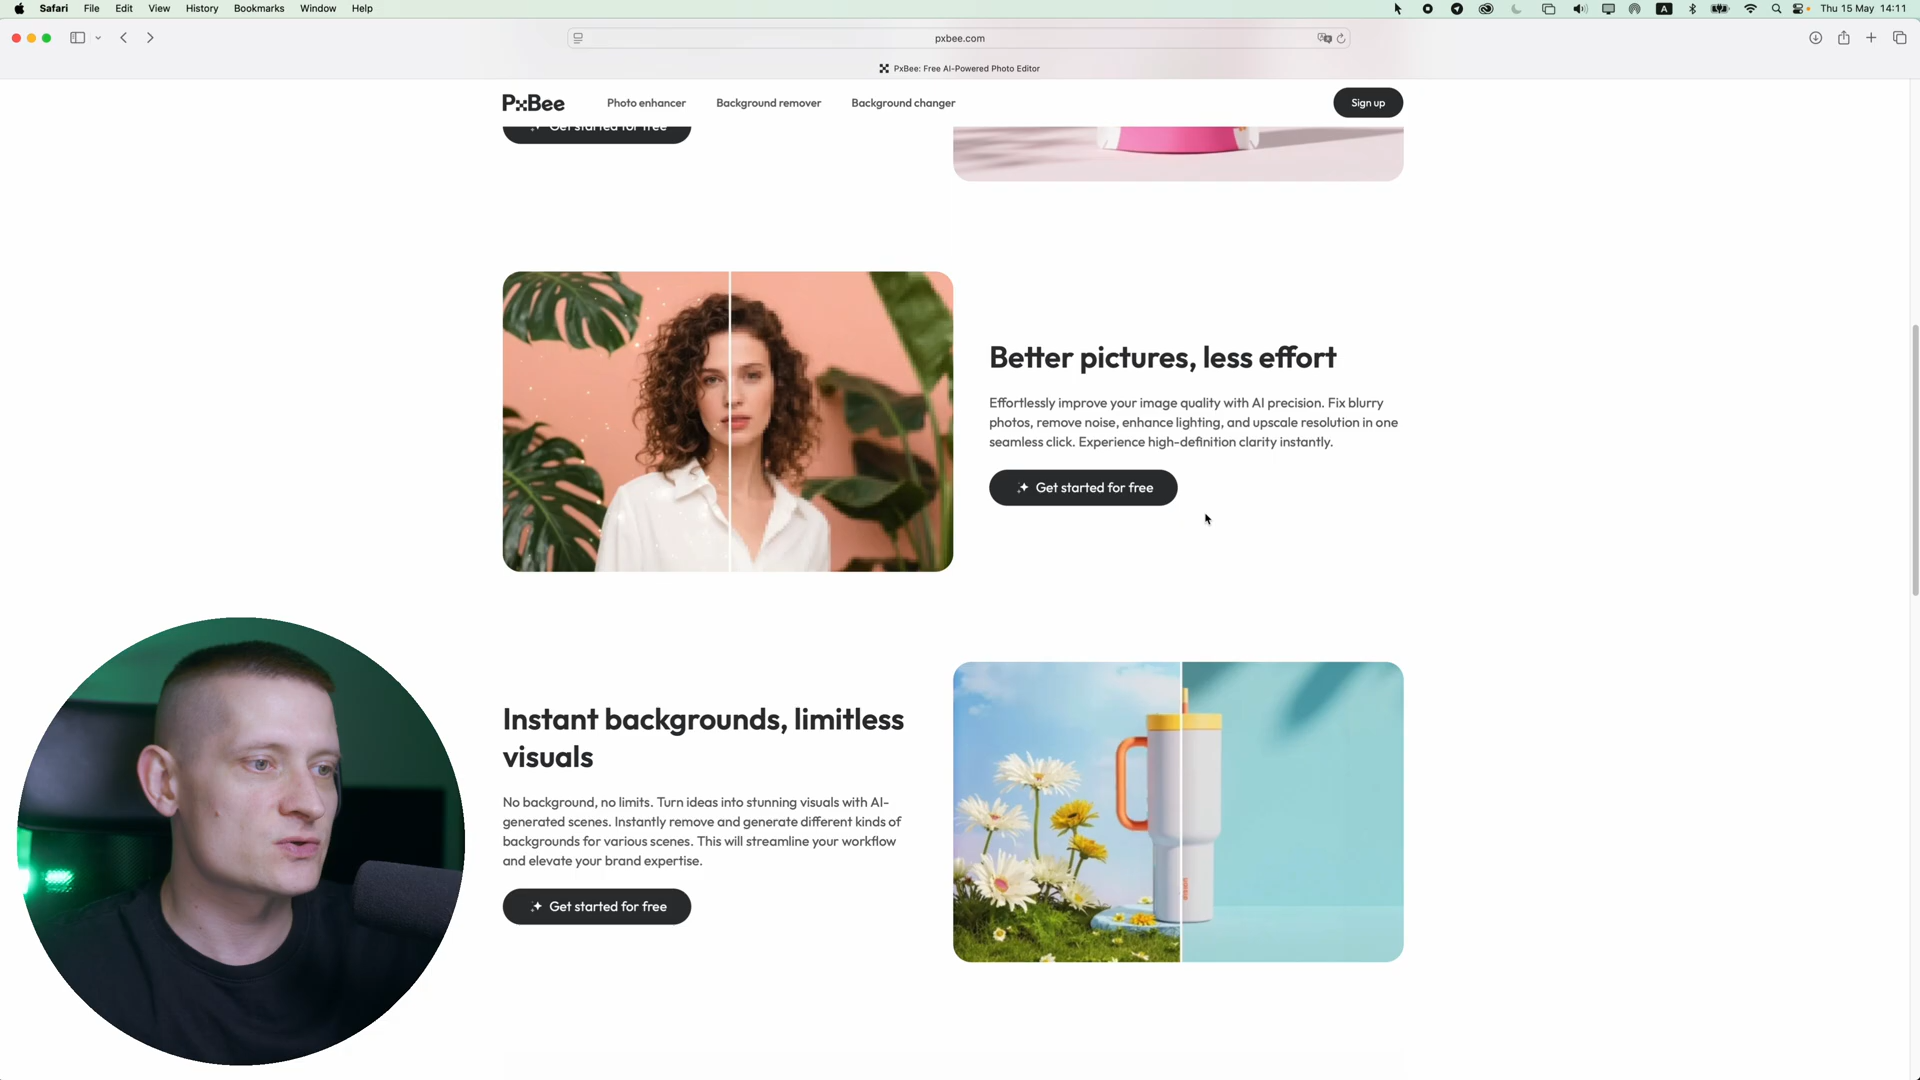 Safari File Edit View History Bookmarks Window Help A Thu 15 May 14:11
pxbee.com
PxBee: Free AI-Powered Photo Editor
PxBee Photo enhancer Background remover Background changer Sign up
Get started for free
Better pictures, less effort
Effortlessly improve your image quality with AI precision. Fix blurry
photos, remove noise, enhance lighting, and upscale resolution in one
seamless click. Experience high-definition clarity instantly.
Get started for free
Instant backgrounds, limitless
visuals
No background, no limits. Turn ideas into stunning visuals with AI-
generated scenes. Instantly remove and generate different kinds of
backgrounds for various scenes. This will streamline your workflow
and elevate your brand expertise.
Get started for free